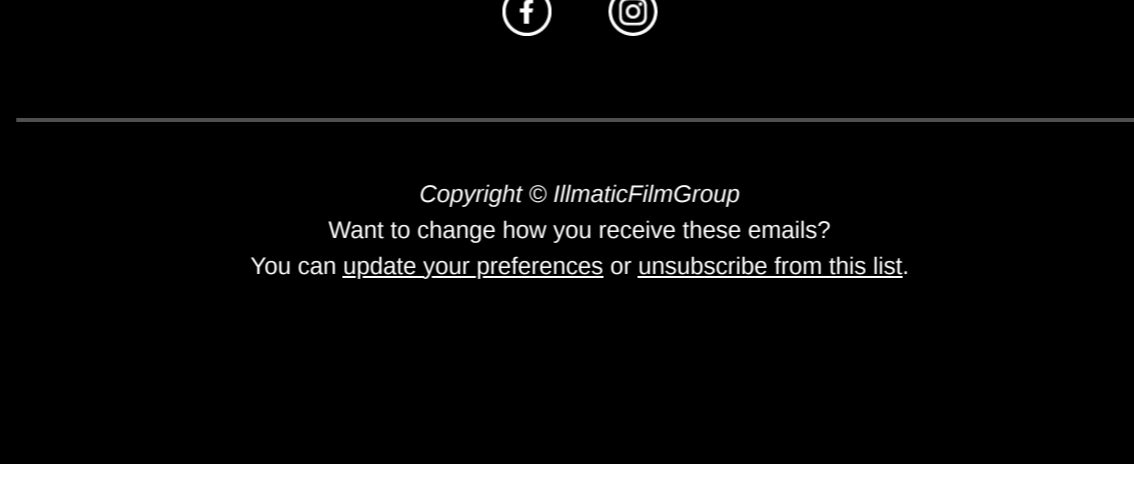 Copyright © IllmaticFilmGroup
Want to change how you receive these emails?
You can update your preferences or unsubscribe from this list.